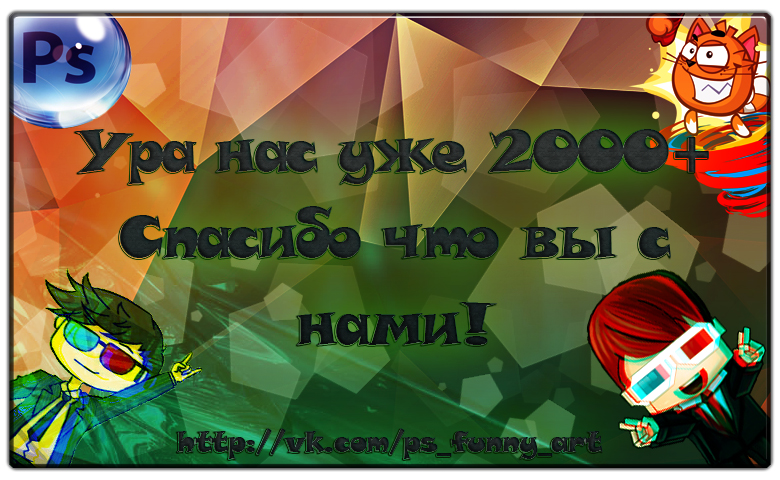 Ps
Ура нас уже 2000+
Спасибо что вы с
нами!
http://vk.com/ps_funny_art